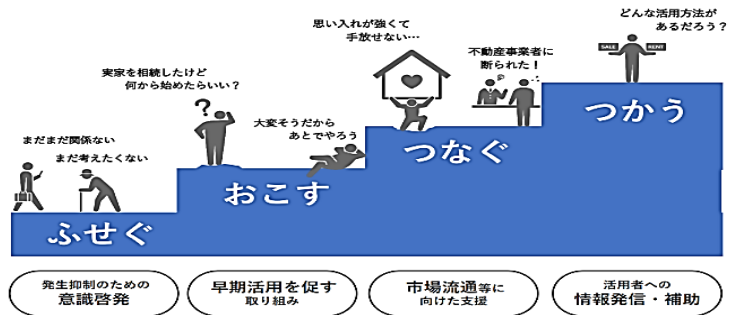 どんな活用方法が
あるだろう？
SALE
RENT
思い入れが強くて
手放せない…
不動産事業者に
断られた！
実家を相続したけど
何から始めたらいい？
?
大変そうだから
あとでやろう
まだまだ関係ない
まだ考えたくない
つかう
つなぐ
おこす
ふせぐ
発生抑制のための
意識啓発
早期活用を促す
取り組み
市場流通等に
向けた支援
活用者への
情報発信・補助